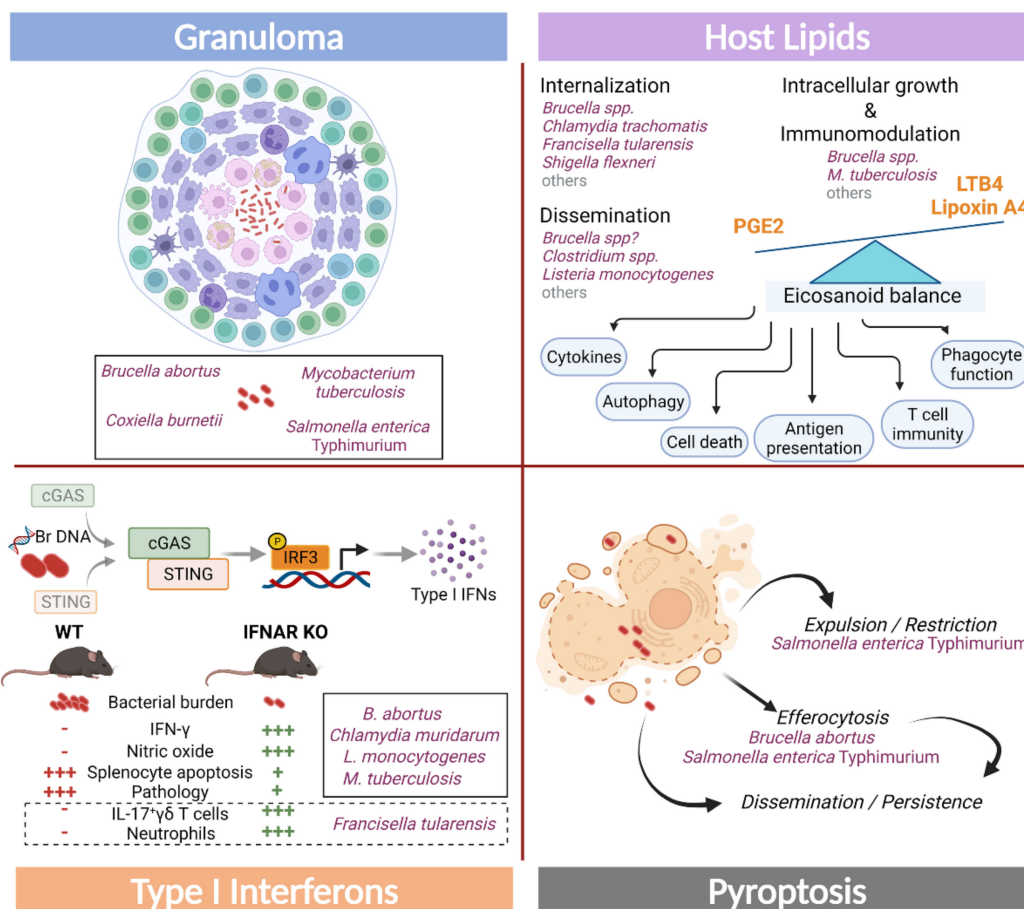 Granuloma
Brucella abortus
Mycobacterium
tuberculosis
Coxiella burnetii
Salmonella enterica
Typhimurium
Host Lipids
Internalization
Brucella spp.
Chlamydia trachomatis
Francisella tularensis
Shigella flexneri
others
Dissemination
Brucella spp?
Clostridium spp.
Listeria monocytogenes
others
Intracellular growth
&
Immunomodulation
Brucella spp.
M. tuberculosis
others
PGE2
LTB4
Lipoxin A4
Eicosanoid balance
Cytokines
Autophagy
Cell death
Antigen
presentation
T cell
immunity
Phagocyte
function
cGAS
Br DNA
STING
cGAS
STING
P
IRF3
Type I IFNs
WT
IFNAR KO
Bacterial burden
- IFN-γ +++
- Nitric oxide +++
+++ Splenocyte apoptosis +
+++ Pathology +
- IL-17+γδ T cells +++
- Neutrophils +++
B. abortus
Chlamydia muridarum
L. monocytogenes
M. tuberculosis
Francisella tularensis
Type I Interferons
Expulsion / Restriction
Salmonella enterica Typhimurium
Efferocytosis
Brucella abortus
Salmonella enterica Typhimurium
Dissemination / Persistence
Pyroptosis